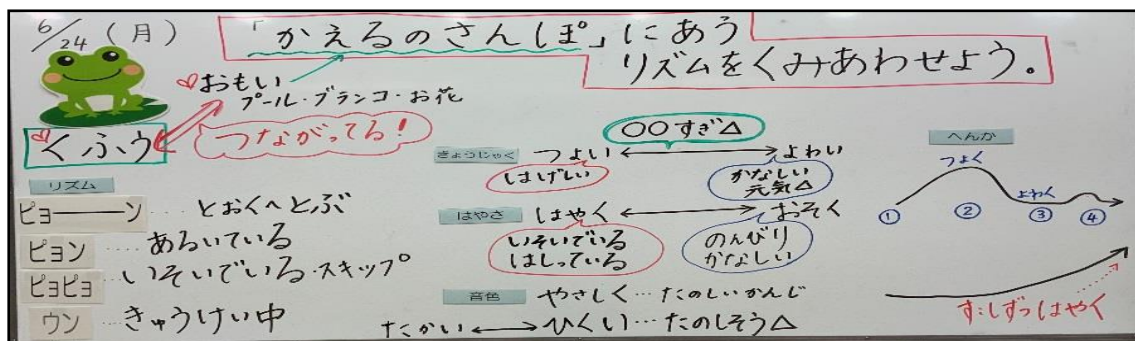 6/24（月）
「かえるのさんぽ」にあう
リズムをくみあわせよう。
おもい
プール・ブランコ・お花
くふう
つながってる！
リズム
ピョーーン……とおくへとぶ
ピョン……あるいている
ピョピョ…いそいでいる・スキップ
ウン…きゅうけい中
〇〇すぎ△
きょうじゃく つよい ⟷ よわい
はげしい
かなしい
元気△
はやさ はやく ⟷ おそく
いそいでいる
はしっている
のんびり
かなしい
音色 やさしく…たのしいかんじ
たかい ⟷ ひくい…たのしそう△
へんか
つよく
よわく
① ② ③ ④
すこしずつはやく